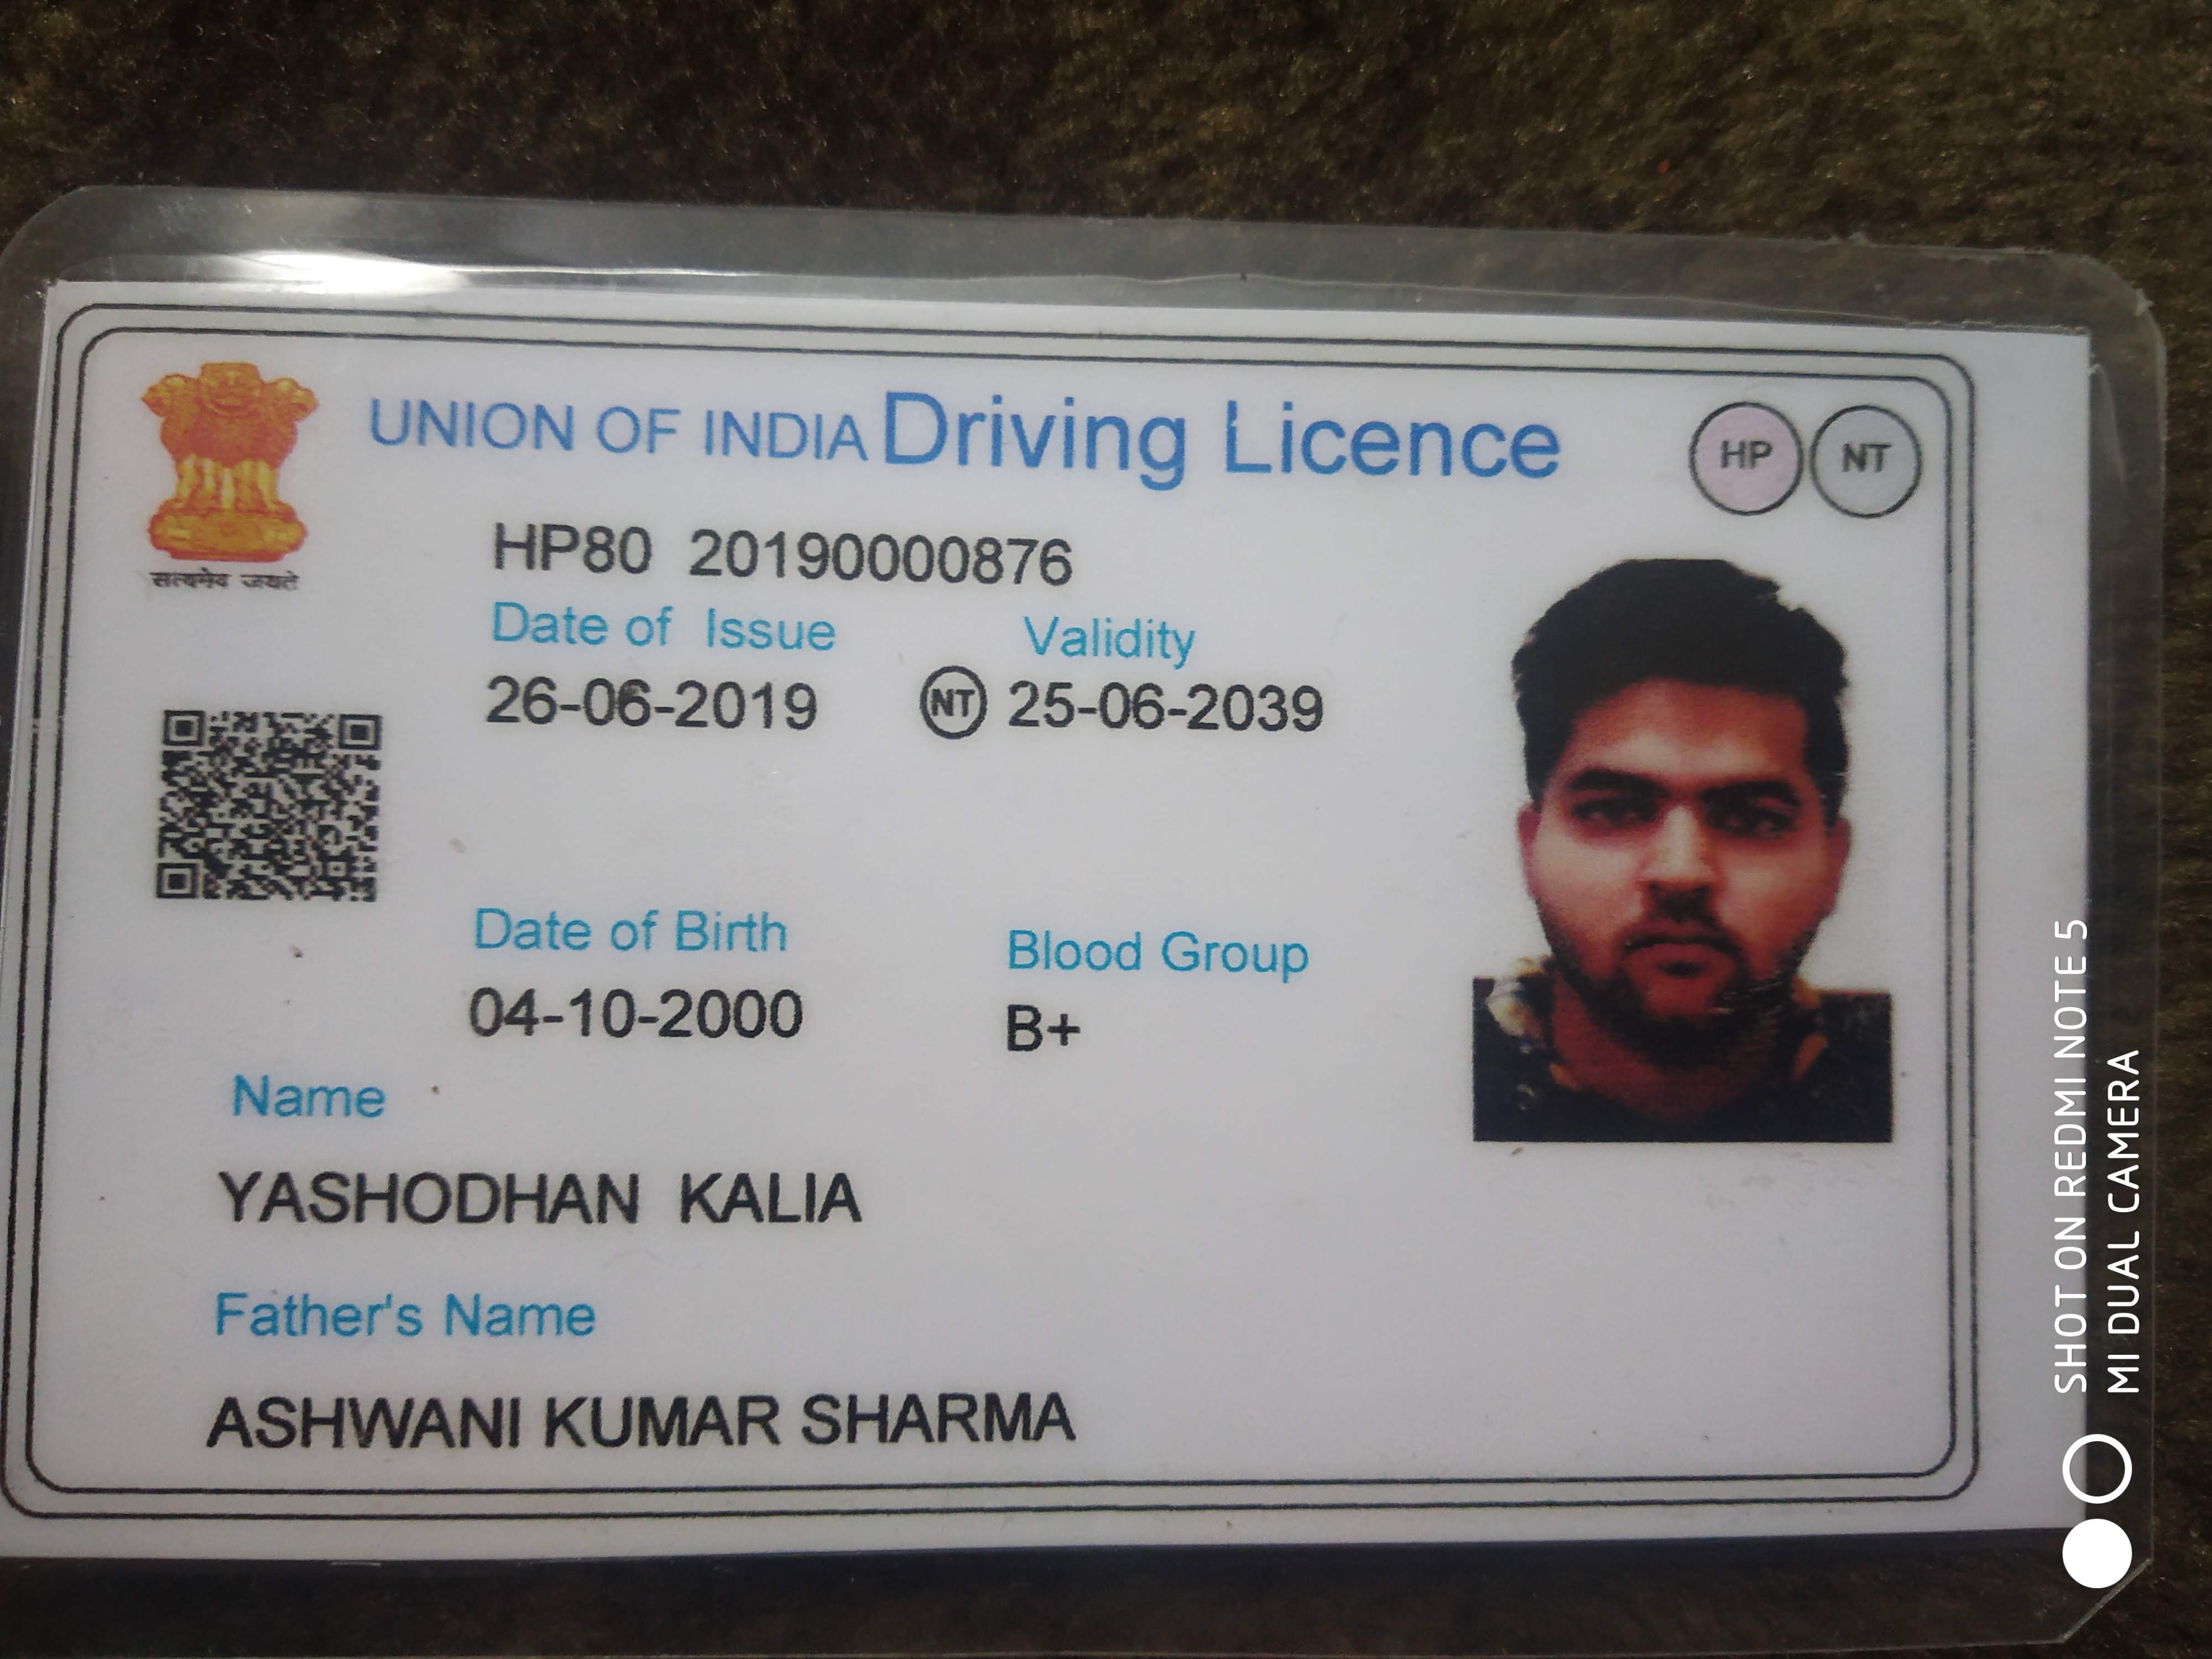 UNION OF INDIA Driving Licence
HP NT
सत्यमेव जयते
HP80 20190000876
Date of Issue Validity
26-06-2019 NT 25-06-2039
Date of Birth Blood Group
04-10-2000 B+
Name
YASHODHAN KALIA
Father's Name
ASHWANI KUMAR SHARMA
SHOT ON REDMI NOTE 5
MI DUAL CAMERA